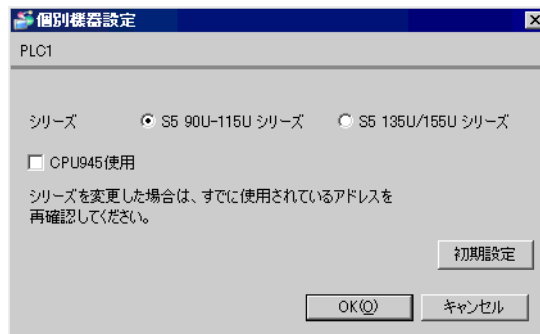 個別機器設定
PLC1
シリーズ S5 90U-115U シリーズ S5 135U/155U シリーズ
CPU945使用
シリーズを変更した場合は、すでに使用されているアドレスを
再確認してください。
初期設定
OK(O) キャンセル